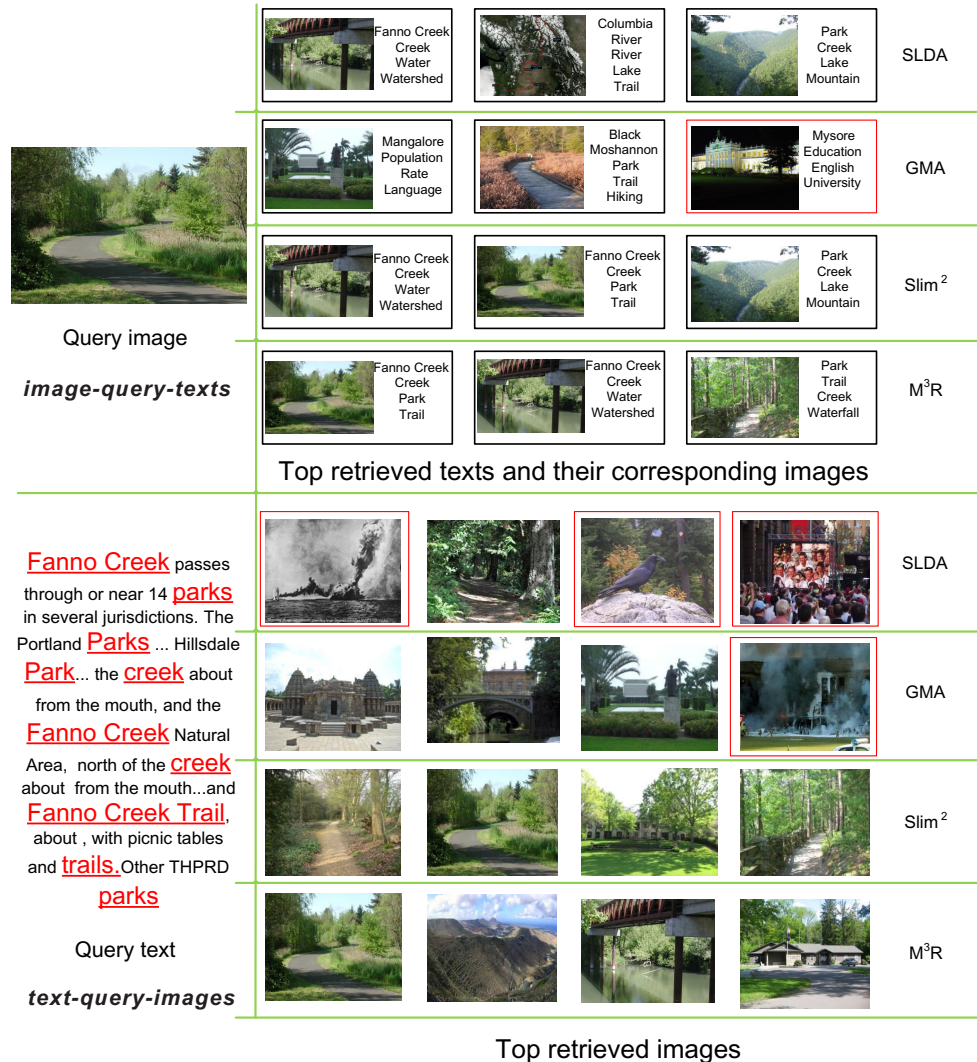 Fanno Creek
Creek
Water
Watershed
Columbia
River
River
Lake
Trail
Park
Creek
Lake
Mountain
SLDA
Mangalore
Population
Rate
Language
Black
Moshannon
Park
Trail
Hiking
Mysore
Education
English
University
GMA
Fanno Creek
Creek
Water
Watershed
Fanno Creek
Creek
Park
Trail
Park
Creek
Lake
Mountain
Slim²
Query image
image-query-texts
Fanno Creek
Creek
Park
Trail
Fanno Creek
Creek
Water
Watershed
Park
Trail
Creek
Waterfall
M³R
Top retrieved texts and their corresponding images
Fanno Creek passes
through or near 14 parks
in several jurisdictions. The
Portland Parks ... Hillsdale
Park... the creek about
from the mouth, and the
Fanno Creek Natural
Area, north of the creek
about from the mouth...and
Fanno Creek Trail,
about , with picnic tables
and trails.Other THPRD
parks
Query text
text-query-images
SLDA
GMA
Slim²
M³R
Top retrieved images